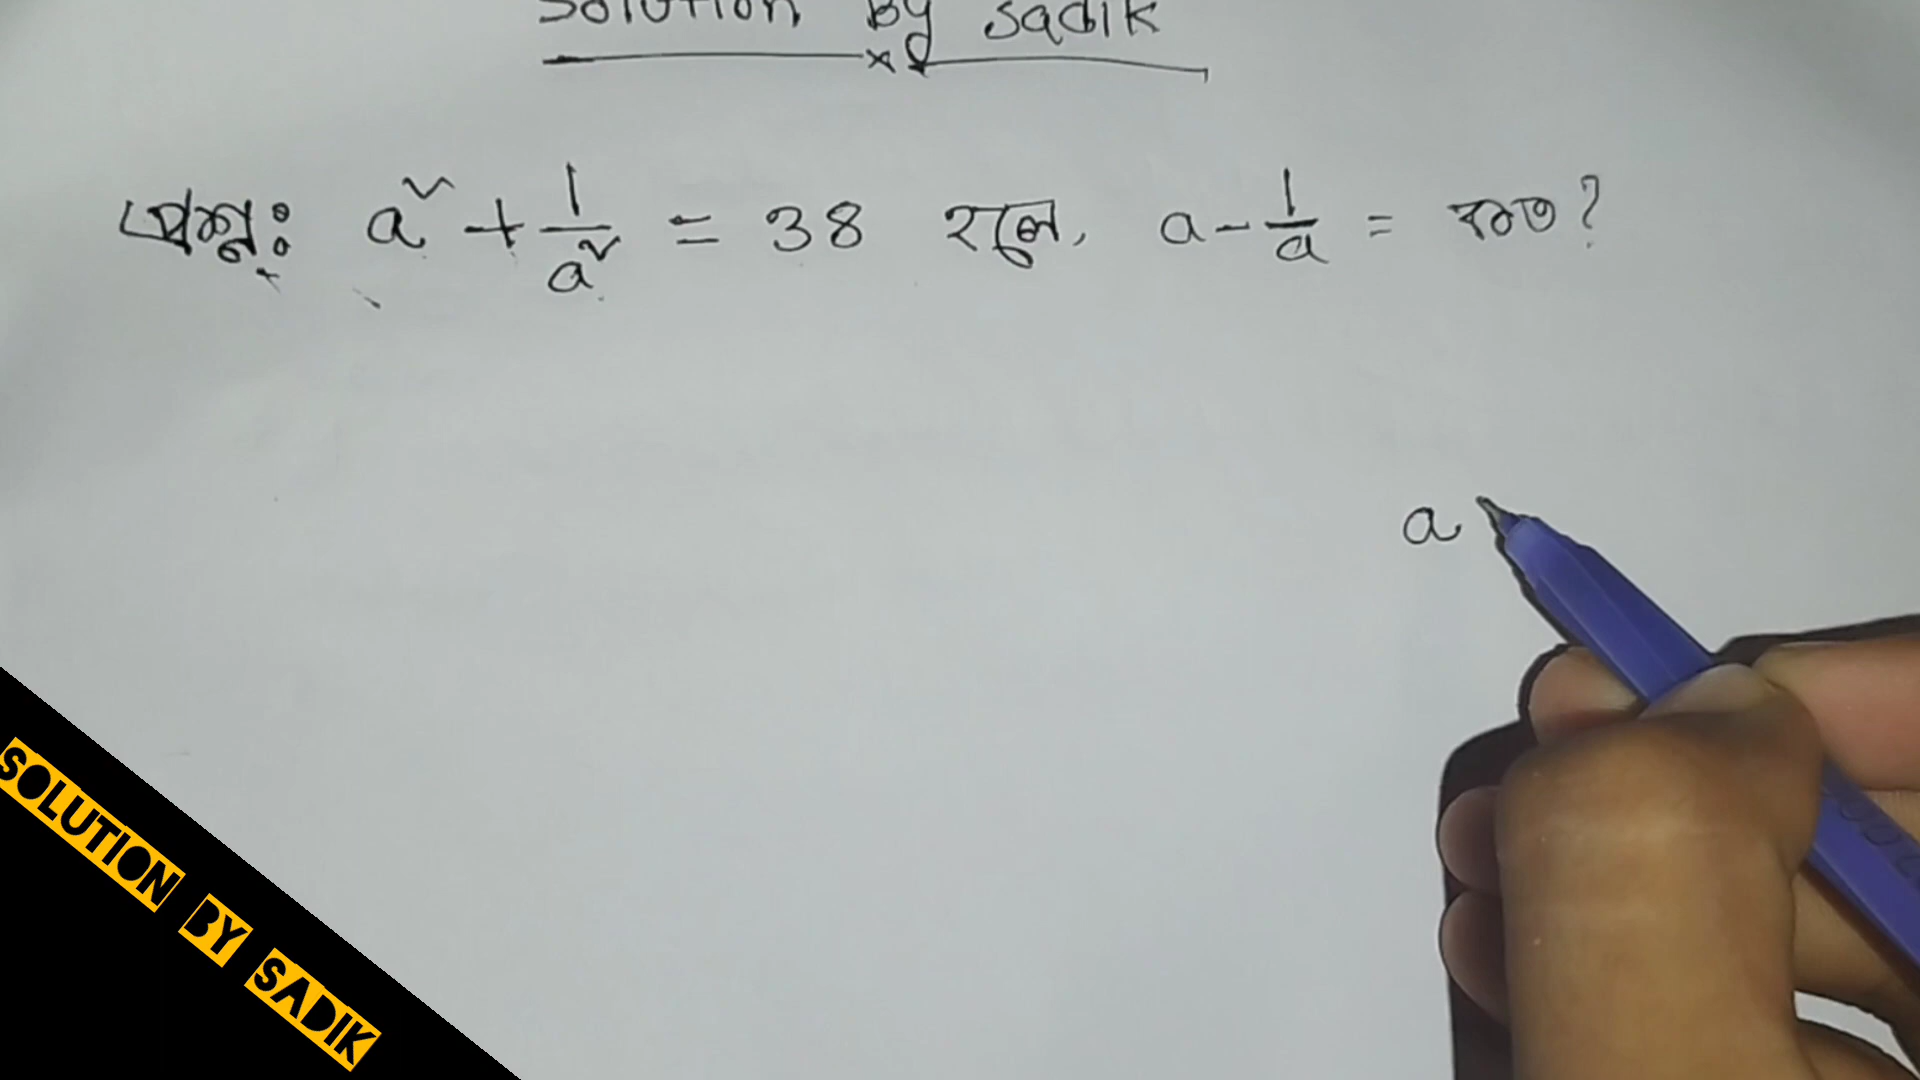 Solution by Sadik
প্রশ্নঃ a² + 1/a² = 38 হলে, a - 1/a = কত?
a
SOLUTION BY SADIK